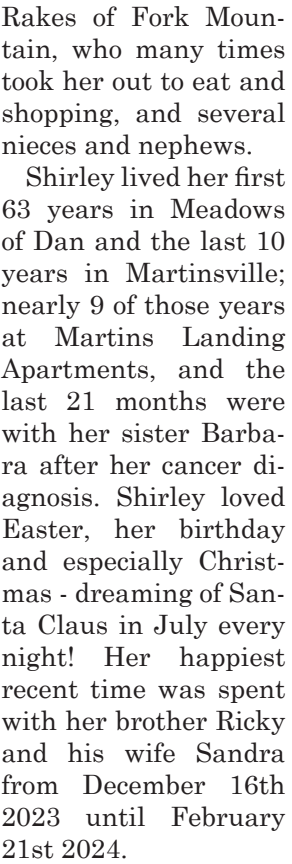 Rakes of Fork Moun-
tain, who many times
took her out to eat and
shopping, and several
nieces and nephews.
Shirley lived her first
63 years in Meadows
of Dan and the last 10
years in Martinsville;
nearly 9 of those years
at Martins Landing
Apartments, and the
last 21 months were
with her sister Barba-
ra after her cancer di-
agnosis. Shirley loved
Easter, her birthday
and especially Christ-
mas - dreaming of San-
ta Claus in July every
night! Her happiest
recent time was spent
with her brother Ricky
and his wife Sandra
from December 16th
2023 until February
21st 2024.